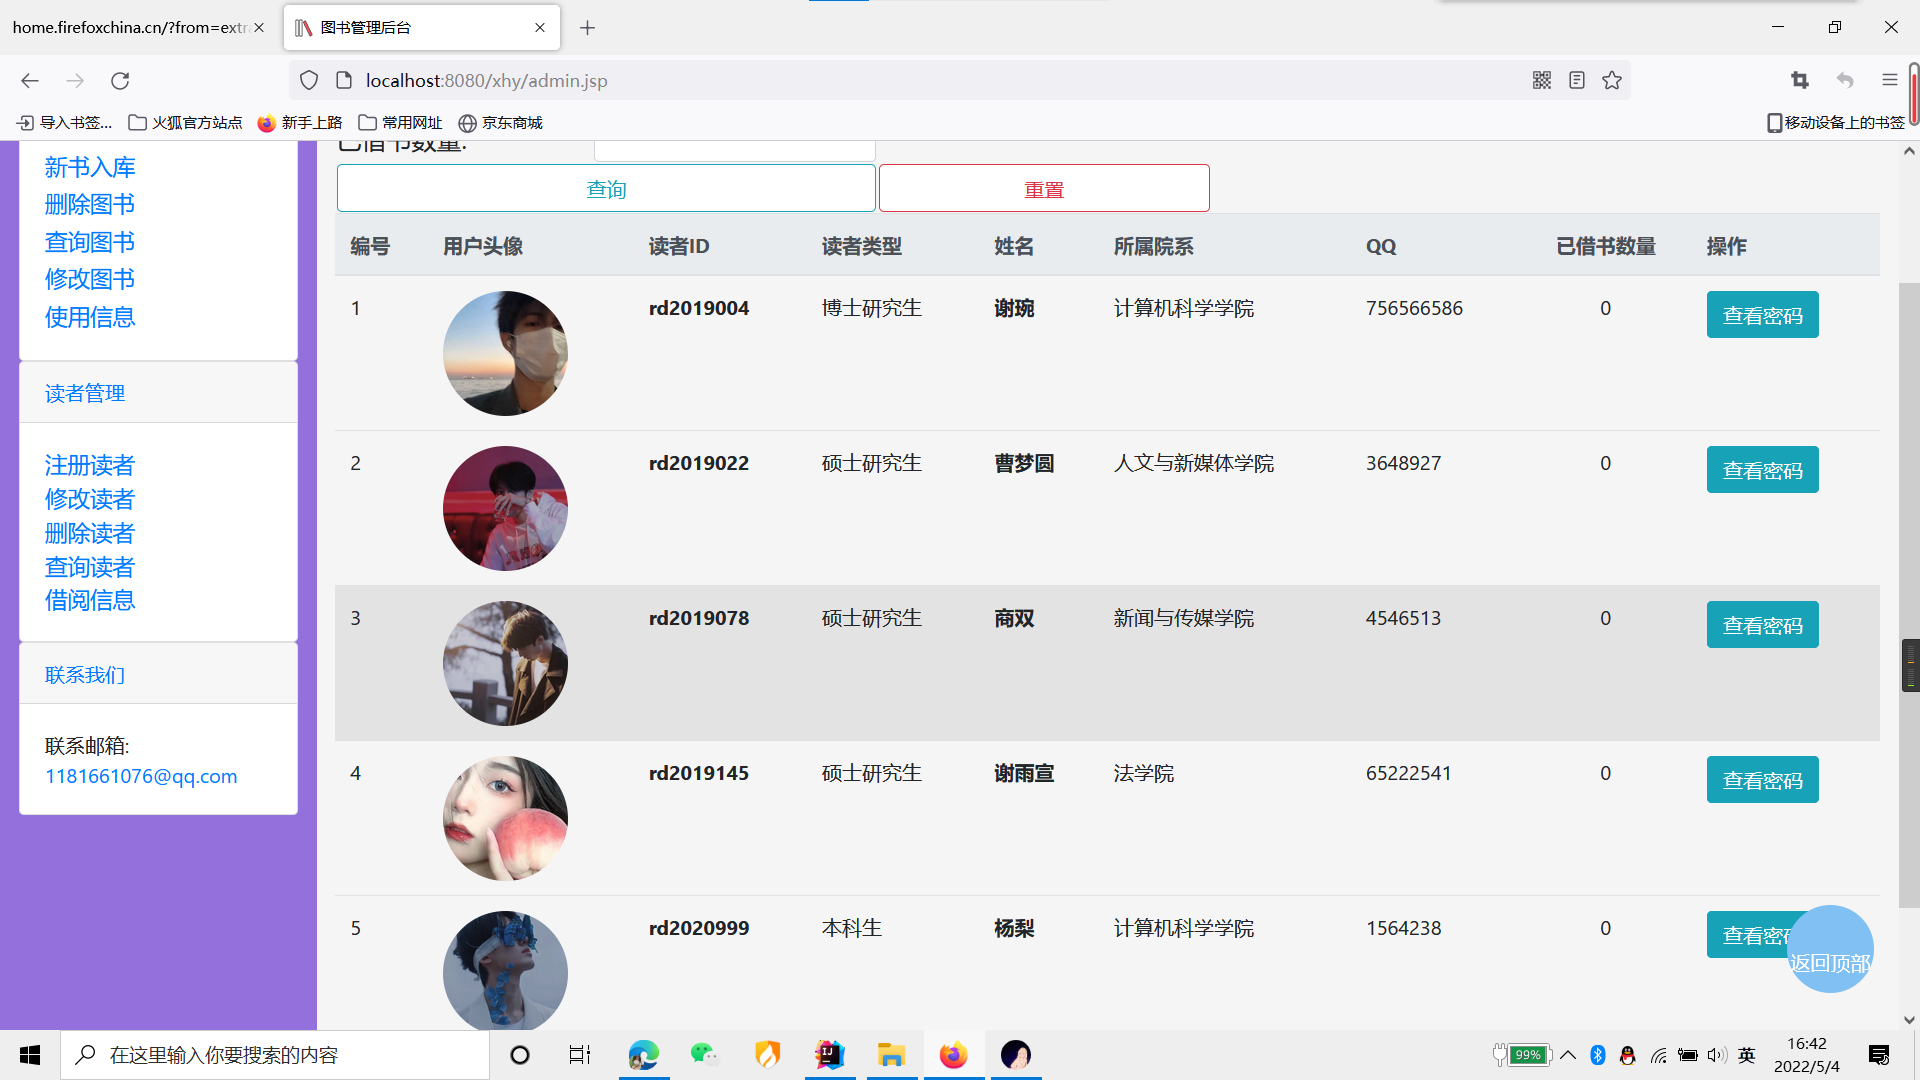 home.firefoxchina.cn/?from=extr
图书管理后台
localhost:8080/xhy/admin.jsp
导入书签...
火狐官方站点
新手上路
常用网址
京东商城
移动设备上的书签
新书入库
删除图书
查询图书
修改图书
使用信息
读者管理
注册读者
修改读者
删除读者
查询读者
借阅信息
联系我们
联系邮箱:
1181661076@qq.com
已借书数量:
查询 重置
编号 用户头像 读者ID 读者类型 姓名 所属院系 QQ 已借书数量 操作
1 rd2019004 博士研究生 谢琬 计算机科学学院 756566586 0 查看密码
2 rd2019022 硕士研究生 曹梦圆 人文与新媒体学院 3648927 0 查看密码
3 rd2019078 硕士研究生 商双 新闻与传媒学院 4546513 0 查看密码
4 rd2019145 硕士研究生 谢雨宣 法学院 65222541 0 查看密码
5 rd2020999 本科生 杨梨 计算机科学学院 1564238 0 查看密码
返回顶部
在这里输入你要搜索的内容
IJ
99%
英
16:42
2022/5/4